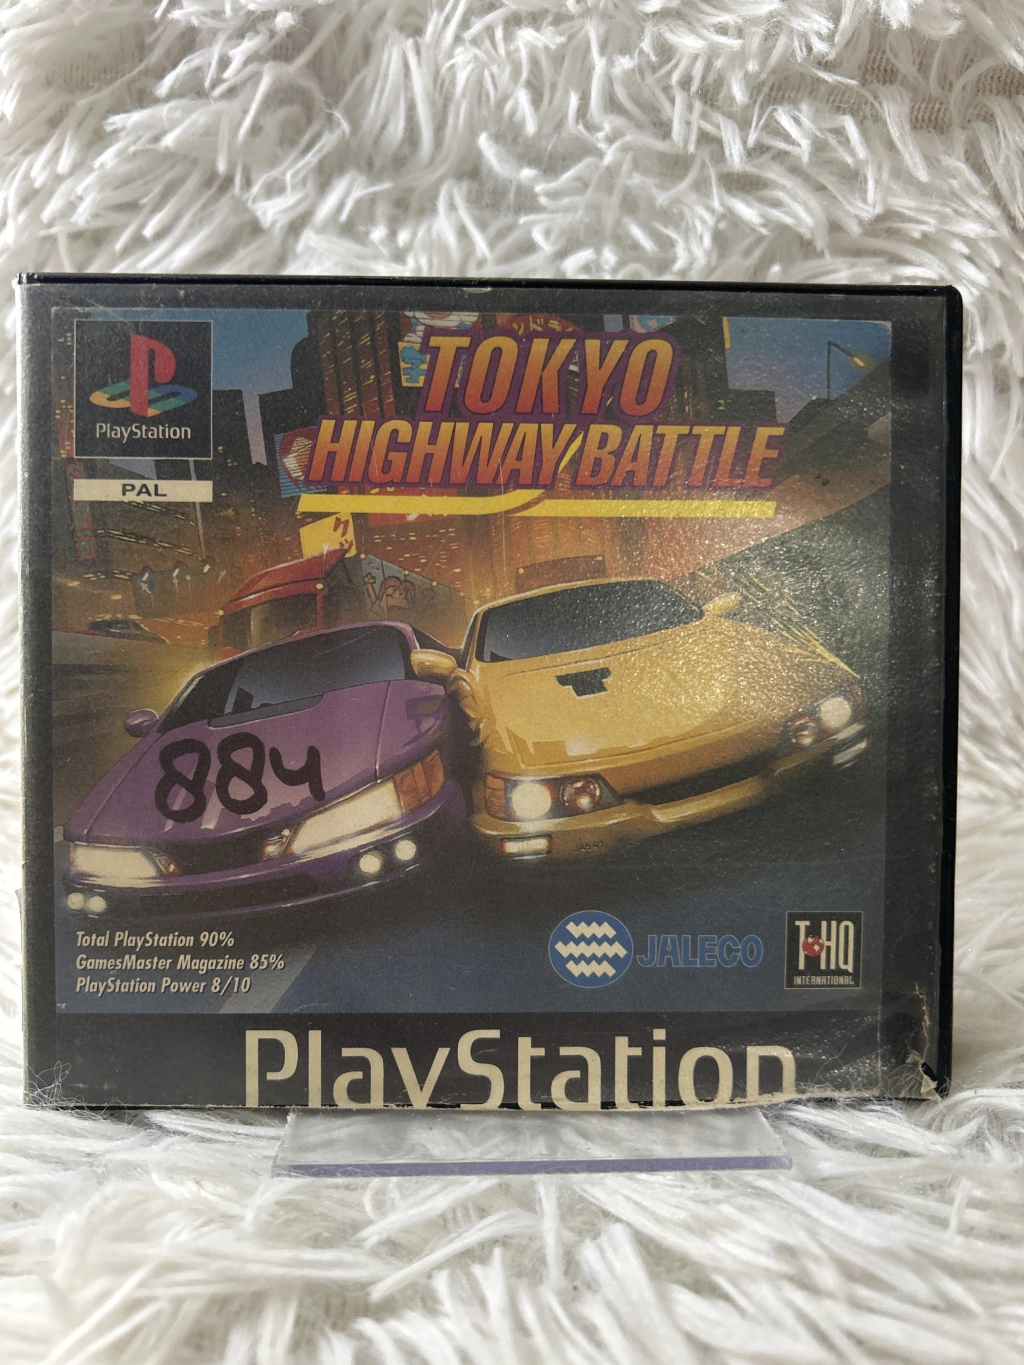 PlayStation
PAL
TOKYO
HIGHWAY BATTLE
884
Total PlayStation 90%
GamesMaster Magazine 85%
PlayStation Power 8/10
JALECO
T·HQ
INTERNATIONAL
PlayStation